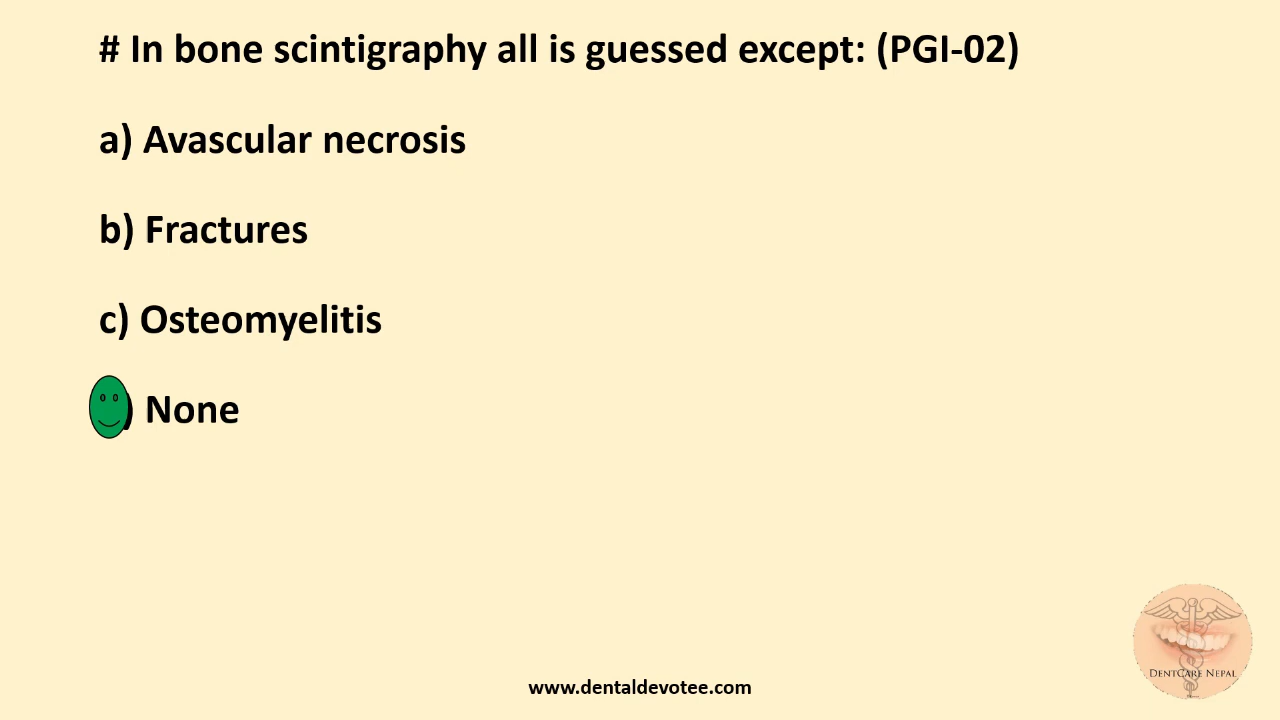 # In bone scintigraphy all is guessed except: (PGI-02)
a) Avascular necrosis
b) Fractures
c) Osteomyelitis
) None
www.dentaldevotee.com
DENTCARE NEPAL